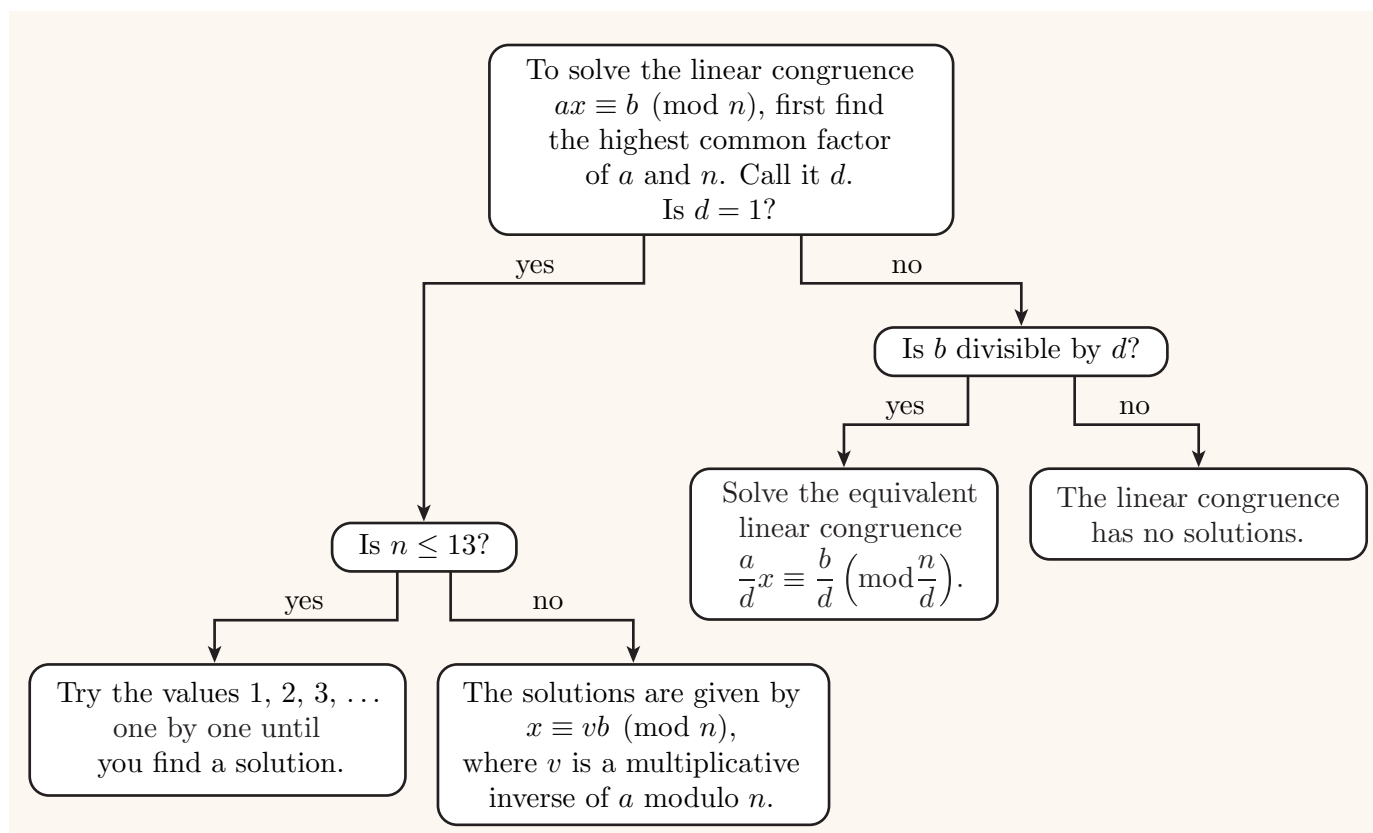 To solve the linear congruence
ax ≡ b (mod n), first find
the highest common factor
of a and n. Call it d.
Is d = 1?
yes
no
Is b divisible by d?
yes
no
Solve the equivalent
linear congruence
a/d x ≡ b/d (mod n/d).
The linear congruence
has no solutions.
Is n ≤ 13?
yes
no
Try the values 1, 2, 3, ...
one by one until
you find a solution.
The solutions are given by
x ≡ vb (mod n),
where v is a multiplicative
inverse of a modulo n.